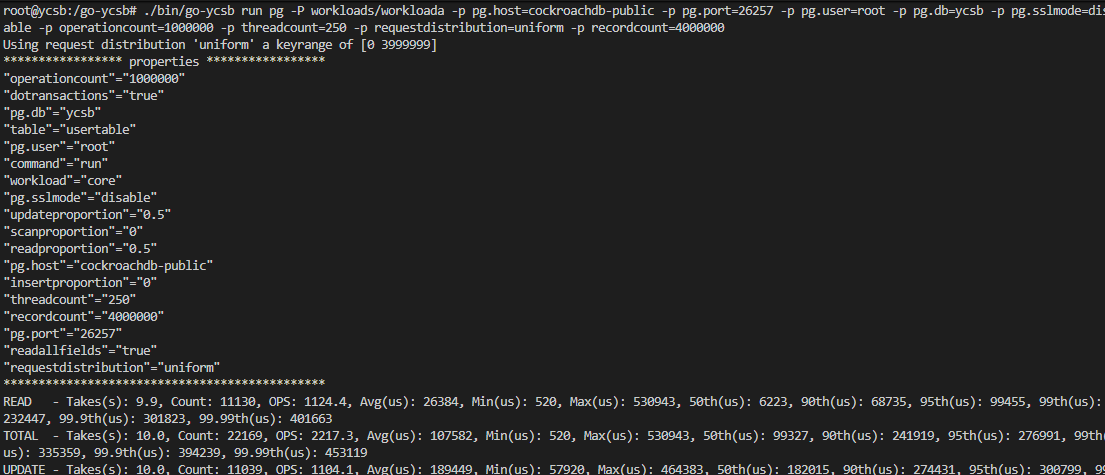 root@ycsb:/go-ycsb# ./bin/go-ycsb run pg -P workloads/workloada -p pg.host=cockroachdb-public -p pg.port=26257 -p pg.user=root -p pg.db=ycsb -p pg.sslmode=dis
able -p operationcount=1000000 -p threadcount=250 -p requestdistribution=uniform -p recordcount=4000000
Using request distribution 'uniform' a keyrange of [0 3999999]
***************** properties *****************
"operationcount"="1000000"
"dotransactions"="true"
"pg.db"="ycsb"
"table"="usertable"
"pg.user"="root"
"command"="run"
"workload"="core"
"pg.sslmode"="disable"
"updateproportion"="0.5"
"scanproportion"="0"
"readproportion"="0.5"
"pg.host"="cockroachdb-public"
"insertproportion"="0"
"threadcount"="250"
"recordcount"="4000000"
"pg.port"="26257"
"readallfields"="true"
"requestdistribution"="uniform"
**********************************************
READ   - Takes(s): 9.9, Count: 11130, OPS: 1124.4, Avg(us): 26384, Min(us): 520, Max(us): 530943, 50th(us): 6223, 90th(us): 68735, 95th(us): 99455, 99th(us):
232447, 99.9th(us): 301823, 99.99th(us): 401663
TOTAL  - Takes(s): 10.0, Count: 22169, OPS: 2217.3, Avg(us): 107582, Min(us): 520, Max(us): 530943, 50th(us): 99327, 90th(us): 241919, 95th(us): 276991, 99th(
us): 335359, 99.9th(us): 394239, 99.99th(us): 453119
UPDATE - Takes(s): 10.0, Count: 11039, OPS: 1104.1, Avg(us): 189449, Min(us): 57920, Max(us): 464383, 50th(us): 182015, 90th(us): 274431, 95th(us): 300799, 99